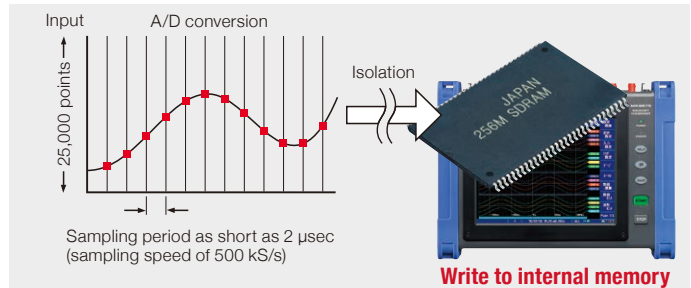 Input
A/D conversion
25,000 points
Isolation
JAPAN
256M SDRAM
Sampling period as short as 2 µsec
(sampling speed of 500 kS/s)
Write to internal memory